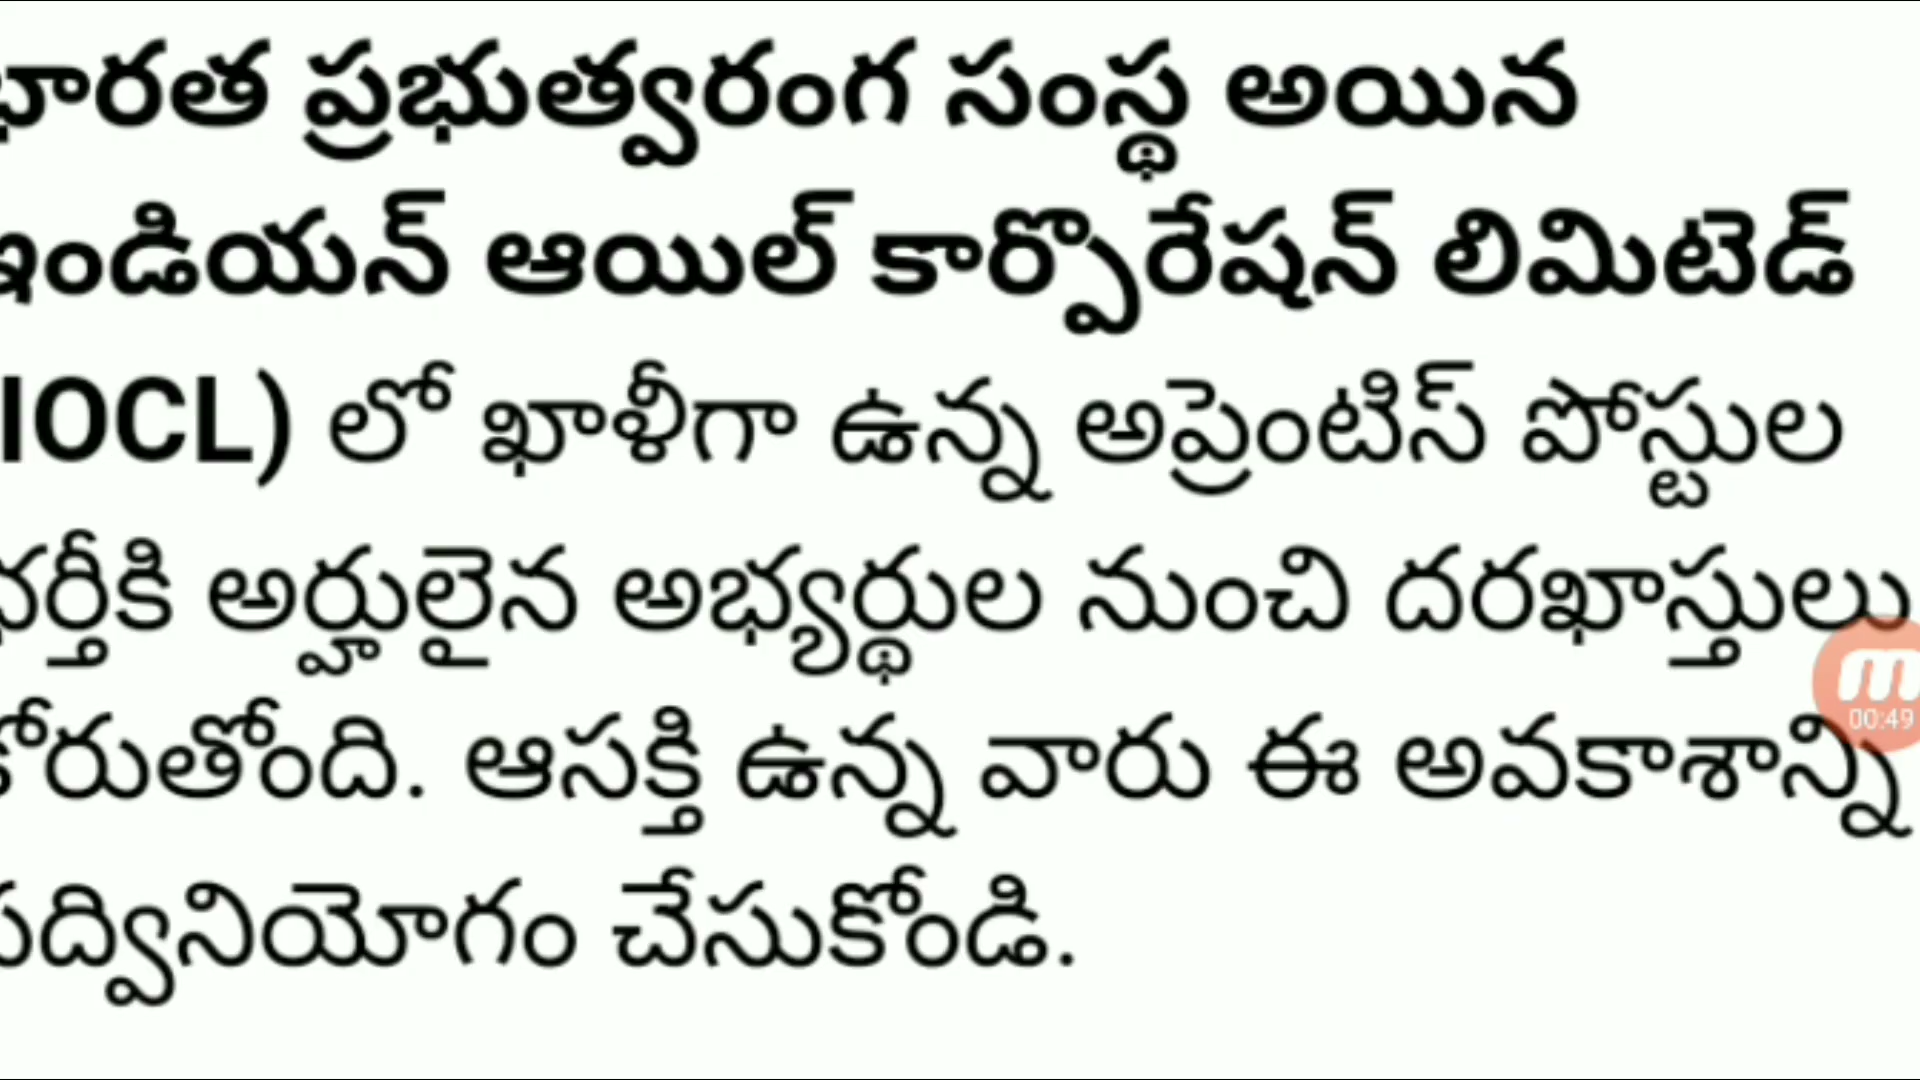 భారత ప్రభుత్వరంగ సంస్థ అయిన
ఇండియన్ ఆయిల్ కార్పొరేషన్ లిమిటెడ్
IOCL) లో ఖాళీగా ఉన్న అప్రెంటిస్ పోస్టుల
భర్తీకి అర్హులైన అభ్యర్థుల నుంచి దరఖాస్తులు
కోరుతోంది. ఆసక్తి ఉన్న వారు ఈ అవకాశాన్ని
సద్వినియోగం చేసుకోండి.
00:49